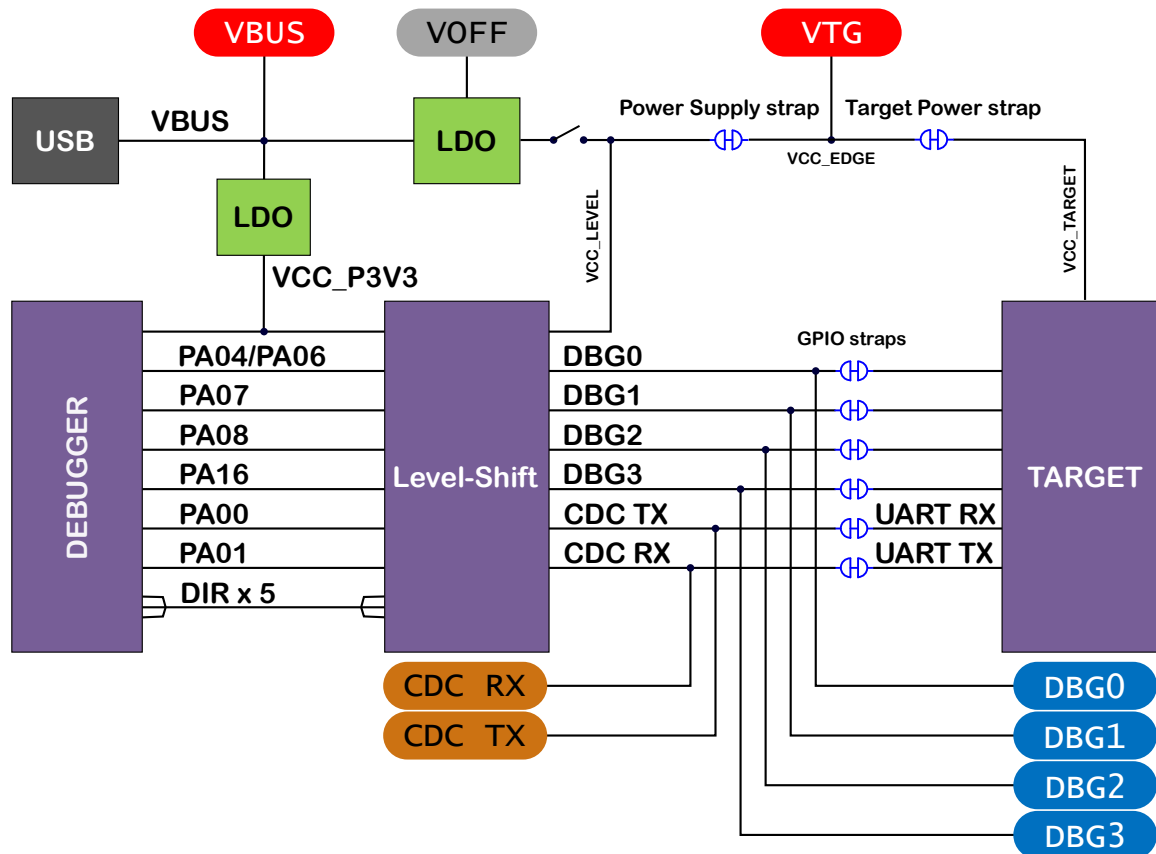 VBUS
VOFF
VTG
USB
VBUS
LDO
Power Supply strap
Target Power strap
VCC_EDGE
LDO
VCC_LEVEL
VCC_TARGET
VCC_P3V3
DEBUGGER
PA04/PA06
PA07
PA08
PA16
PA00
PA01
DIR x 5
Level-Shift
DBG0
DBG1
DBG2
DBG3
CDC TX
CDC RX
GPIO straps
UART RX
UART TX
TARGET
CDC RX
CDC TX
DBG0
DBG1
DBG2
DBG3